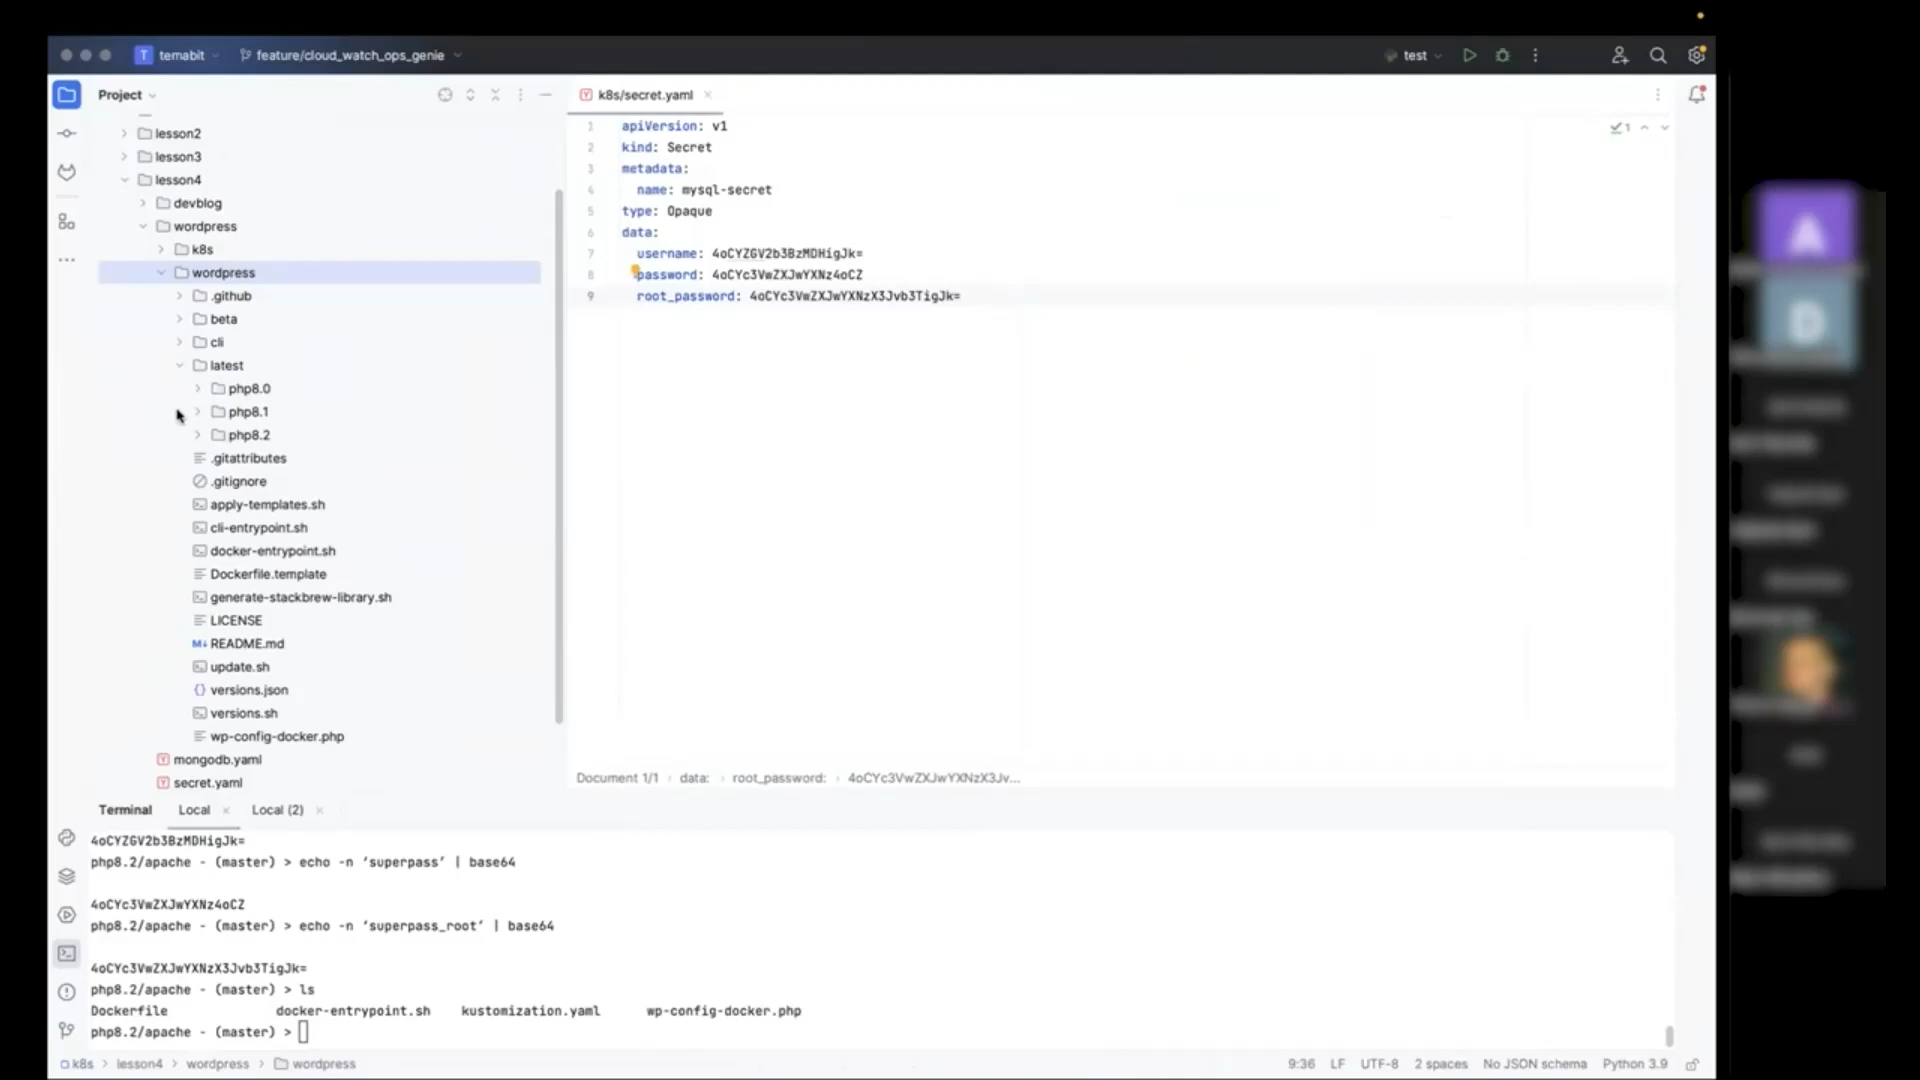 T temabit feature/cloud_watch_ops_genie test
Project
k8s/secret.yaml
lesson2
lesson3
lesson4
devblog
wordpress
k8s
wordpress
.github
beta
cli
latest
php8.0
php8.1
php8.2
.gitattributes
.gitignore
apply-templates.sh
cli-entrypoint.sh
docker-entrypoint.sh
Dockerfile.template
generate-stackbrew-library.sh
LICENSE
M↓ README.md
update.sh
{} versions.json
versions.sh
wp-config-docker.php
Y mongodb.yaml
Y secret.yaml
1 apiVersion: v1
2 kind: Secret
3 metadata:
4 name: mysql-secret
5 type: Opaque
6 data:
7 username: 4oCYZGV2b3BzMDHigJk=
8 password: 4oCYc3VwZXJwYXNz4oCZ
9 root_password: 4oCYc3VwZXJwYXNzX3Jvb3TigJk=
1
Document 1/1 › data: › root_password: › 4oCYc3VwZXJwYXNzX3Jv...
Terminal Local Local (2)
4oCYZGV2b3BzMDHigJk=
php8.2/apache - (master) > echo -n ‘superpass’ | base64
4oCYc3VwZXJwYXNz4oCZ
php8.2/apache - (master) > echo -n ‘superpass_root’ | base64
4oCYc3VwZXJwYXNzX3Jvb3TigJk=
php8.2/apache - (master) > ls
Dockerfile docker-entrypoint.sh kustomization.yaml wp-config-docker.php
php8.2/apache - (master) >
k8s › lesson4 › wordpress › wordpress
9:36 LF UTF-8 2 spaces No JSON schema Python 3.9
A
D